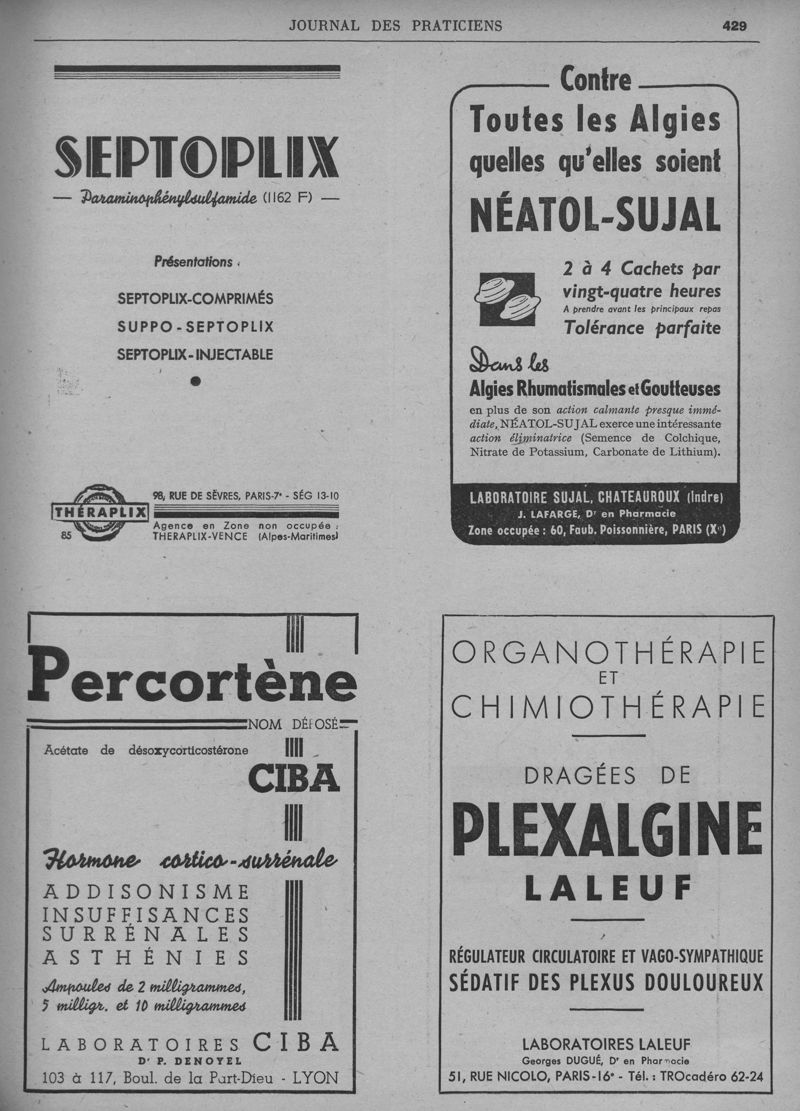 JOURNAL DES PRATICIENS
429
SEPTOPLIX
— Paraminophénylsulfamide (1162 F) —
Présentations :
SEPTOPLIX-COMPRIMÉS
SUPPO-SEPTOPLIX
SEPTOPLIX-INJECTABLE
THÉRAPLIX
85
98, RUE DE SÈVRES, PARIS-7e - SÉG 13-10
Agence en Zone non occupée :
THERAPLIX-VENCE (Alpes-Maritimes)
Contre
Toutes les Algies
quelles qu'elles soient
NÉATOL-SUJAL
2 à 4 Cachets par
vingt-quatre heures
A prendre avant les principaux repas
Tolérance parfaite
Dans les
Algies Rhumatismales et Goutteuses
en plus de son action calmante presque immé-
diate, NÉATOL-SUJAL exerce une intéressante
action éliminatrice (Semence de Colchique,
Nitrate de Potassium, Carbonate de Lithium).
LABORATOIRE SUJAL, CHATEAUROUX (Indre)
J. LAFARGE, Dr en Pharmacie
Zone occupée : 60, Faub. Poissonnière, PARIS (Xe)
Percortène
NOM DÉPOSÉ
Acétate de désoxycorticostérone
CIBA
Hormone cortico-surrénale
ADDISONISME
INSUFFISANCES
SURRÉNALES
ASTHÉNIES
Ampoules de 2 milligrammes,
5 milligr. et 10 milligrammes
LABORATOIRES CIBA
Dr P. DENOYEL
103 à 117, Boul. de la Part-Dieu - LYON
ORGANOTHÉRAPIE
ET
CHIMIOTHÉRAPIE
DRAGÉES DE
PLEXALGINE
LALEUF
RÉGULATEUR CIRCULATOIRE ET VAGO-SYMPATHIQUE
SÉDATIF DES PLEXUS DOULOUREUX
LABORATOIRES LALEUF
Georges DUGUÉ, Dr en Pharmacie
51, RUE NICOLO, PARIS-16e - Tél. : TROcadéro 62-24